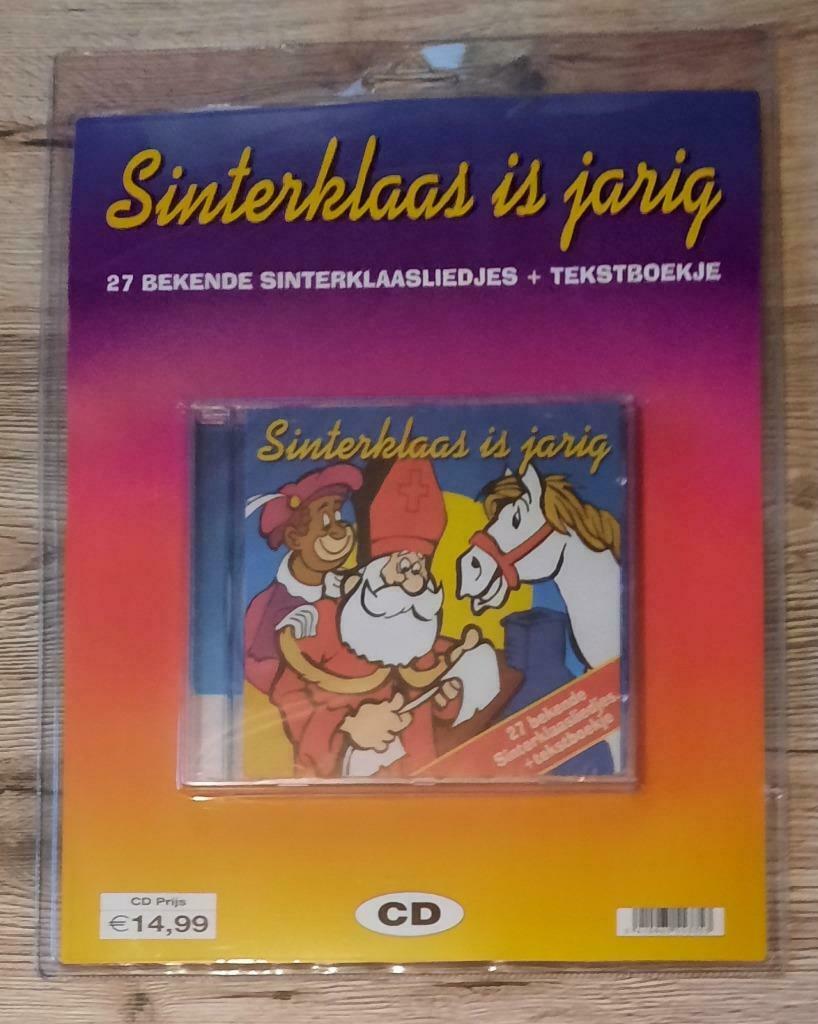 Sinterklaas is jarig
27 BEKENDE SINTERKLAASLIEDJES + TEKSTBOEKJE
Sinterklaas is jarig
27 bekende
Sinterklaasliedjes
+tekstboekje
CD Prijs
€14,99
CD